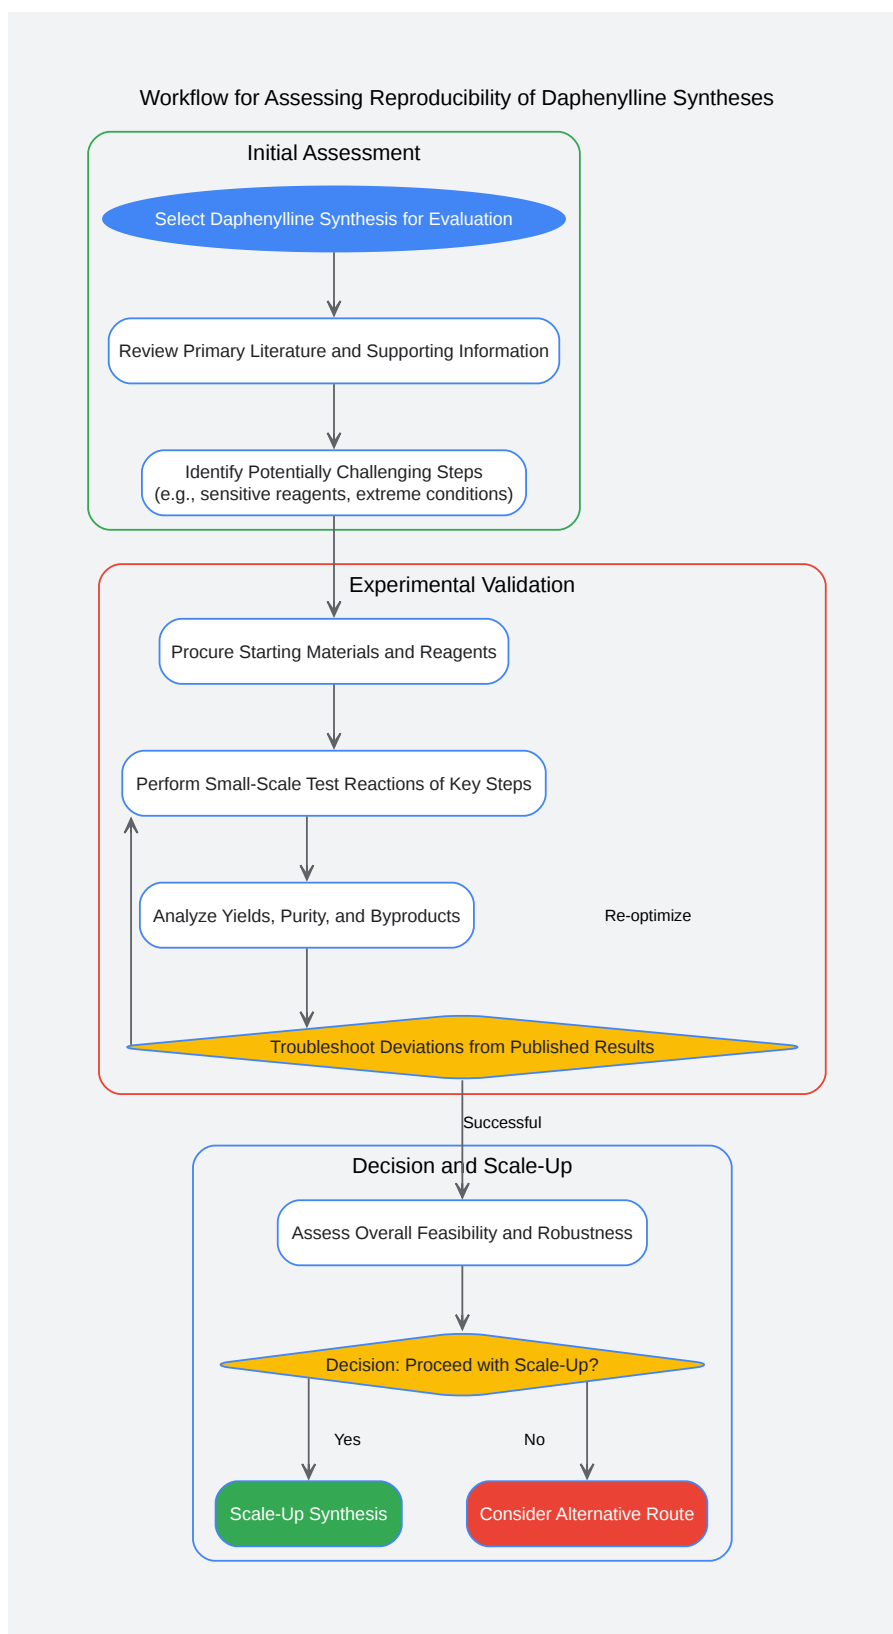 Workflow for Assessing Reproducibility of Daphenylline Syntheses
Initial Assessment
Select Daphenylline Synthesis for Evaluation
Review Primary Literature and Supporting Information
Identify Potentially Challenging Steps
(e.g., sensitive reagents, extreme conditions)
Experimental Validation
Procure Starting Materials and Reagents
Perform Small-Scale Test Reactions of Key Steps
Analyze Yields, Purity, and Byproducts
Re-optimize
Troubleshoot Deviations from Published Results
Successful
Decision and Scale-Up
Assess Overall Feasibility and Robustness
Decision: Proceed with Scale-Up?
Yes
No
Scale-Up Synthesis
Consider Alternative Route